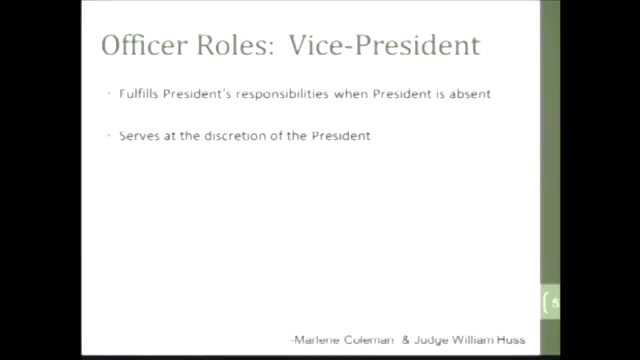 Officer Roles: Vice-President
· Fulfills President's responsibilities when President is absent
· Serves at the discretion of the President
-Marlene Coleman & Judge William Huss